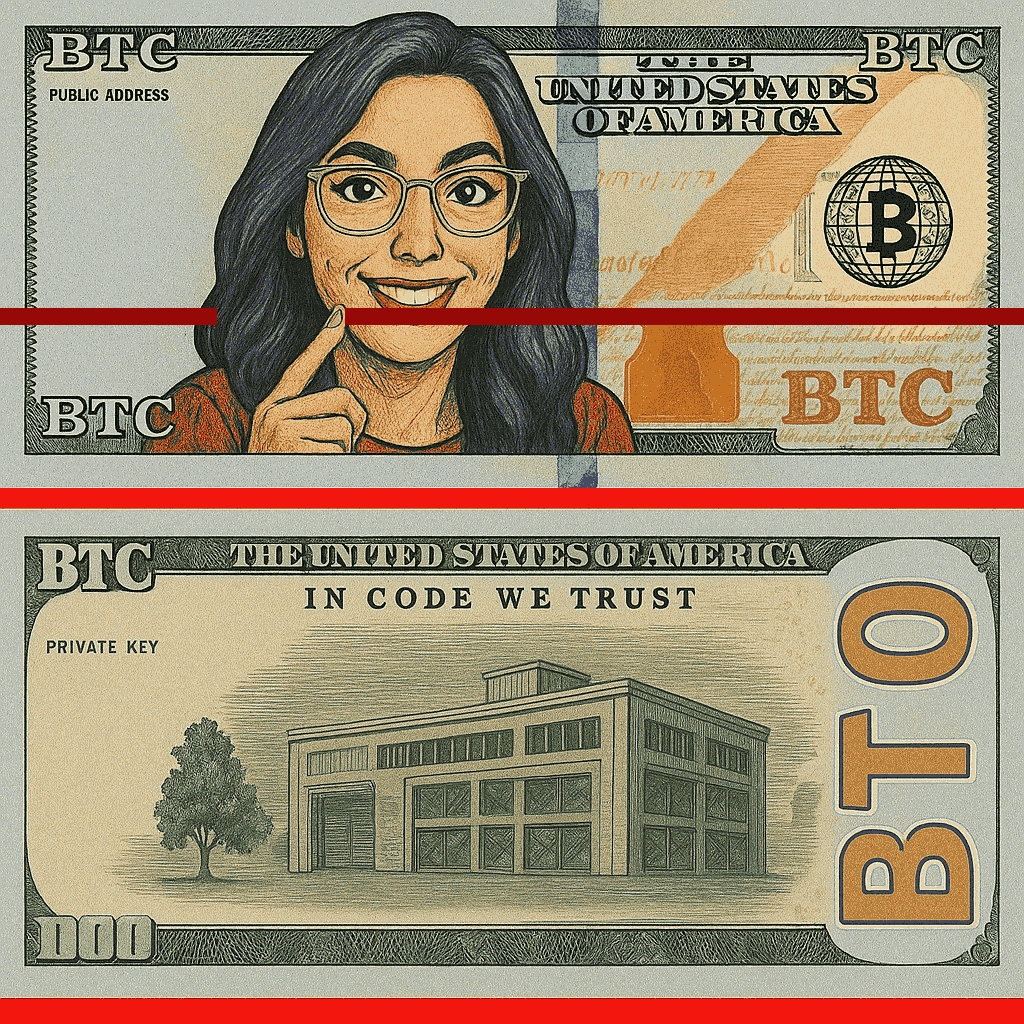 BTC
BTC
PUBLIC ADDRESS
THE
UNITED STATES
OF AMERICA
B
BTC
BTC
BTC
THE UNITED STATES OF AMERICA
IN CODE WE TRUST
PRIVATE KEY
BTO